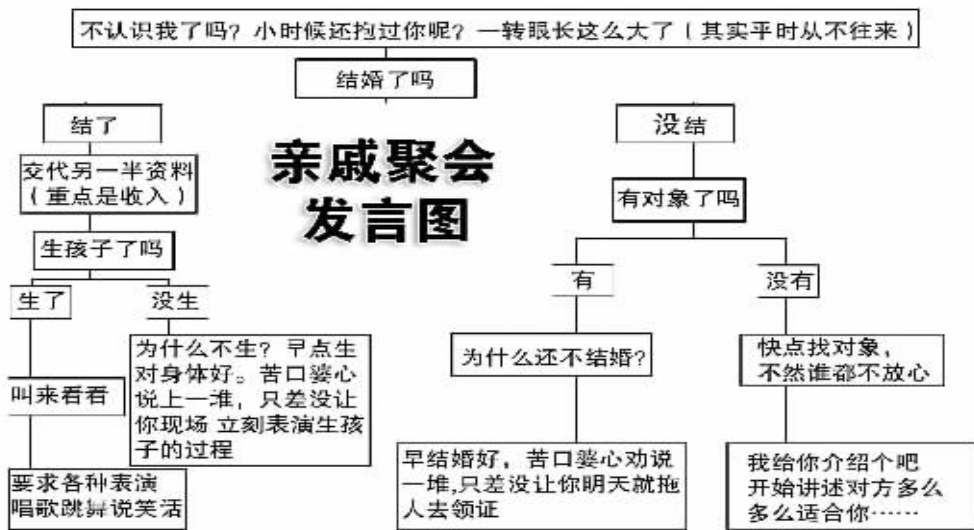 不认识我了吗？小时候还抱过你呢？一转眼长这么大了（其实平时从不往来）
结婚了吗
亲戚聚会
发言图
结了
交代另一半资料
（重点是收入）
生孩子了吗
生了
叫来看看
要求各种表演
唱歌跳舞说笑话
没生
为什么不生？早点生
对身体好。苦口婆心
说上一堆，只差没让
你现场 立刻表演生孩
子的过程
没结
有对象了吗
有
为什么还不结婚？
早结婚好，苦口婆心劝说
一堆,只差没让你明天就拖
人去领证
没有
快点找对象，
不然谁都不放心
我给你介绍个吧
开始讲述对方多么
多么适合你……